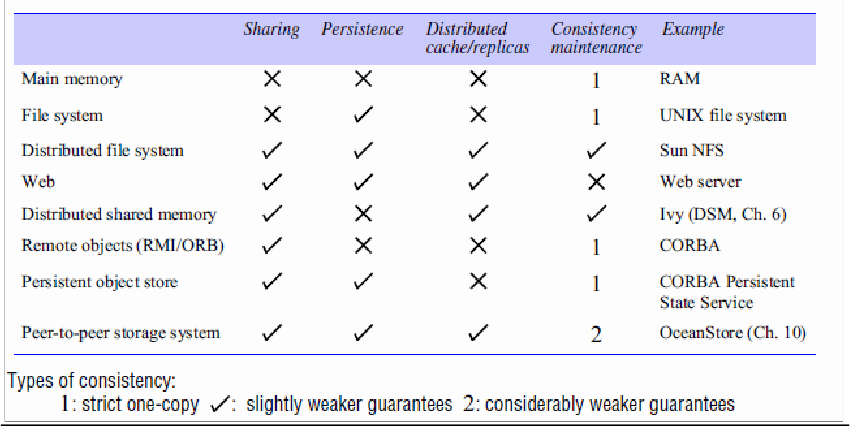 Sharing Persistence Distributed cache/replicas Consistency maintenance Example
Main memory ✕ ✕ ✕ 1 RAM
File system ✕ ✓ ✕ 1 UNIX file system
Distributed file system ✓ ✓ ✓ ✓ Sun NFS
Web ✓ ✓ ✓ ✕ Web server
Distributed shared memory ✓ ✕ ✓ ✓ Ivy (DSM, Ch. 6)
Remote objects (RMI/ORB) ✓ ✕ ✕ 1 CORBA
Persistent object store ✓ ✓ ✕ 1 CORBA Persistent State Service
Peer-to-peer storage system ✓ ✓ ✓ 2 OceanStore (Ch. 10)
Types of consistency:
1: strict one-copy ✓: slightly weaker guarantees 2: considerably weaker guarantees